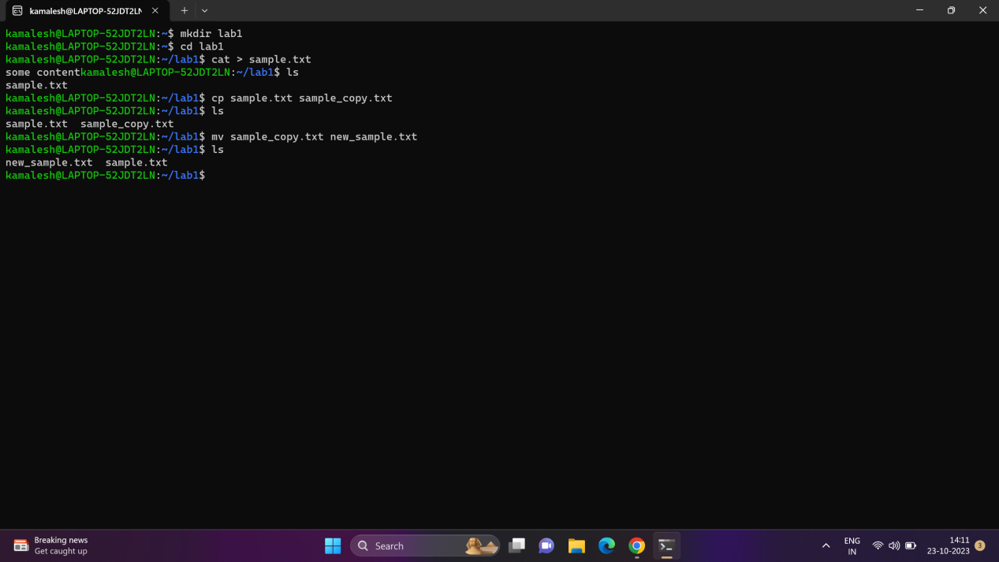 kamalesh@LAPTOP-52JDT2LN
kamalesh@LAPTOP-52JDT2LN:~$ mkdir lab1
kamalesh@LAPTOP-52JDT2LN:~$ cd lab1
kamalesh@LAPTOP-52JDT2LN:~/lab1$ cat > sample.txt
some contentkamalesh@LAPTOP-52JDT2LN:~/lab1$ ls
sample.txt
kamalesh@LAPTOP-52JDT2LN:~/lab1$ cp sample.txt sample_copy.txt
kamalesh@LAPTOP-52JDT2LN:~/lab1$ ls
sample.txt  sample_copy.txt
kamalesh@LAPTOP-52JDT2LN:~/lab1$ mv sample_copy.txt new_sample.txt
kamalesh@LAPTOP-52JDT2LN:~/lab1$ ls
new_sample.txt  sample.txt
kamalesh@LAPTOP-52JDT2LN:~/lab1$
Breaking news
Get caught up
Search
ENG
IN
14:11
23-10-2023
3